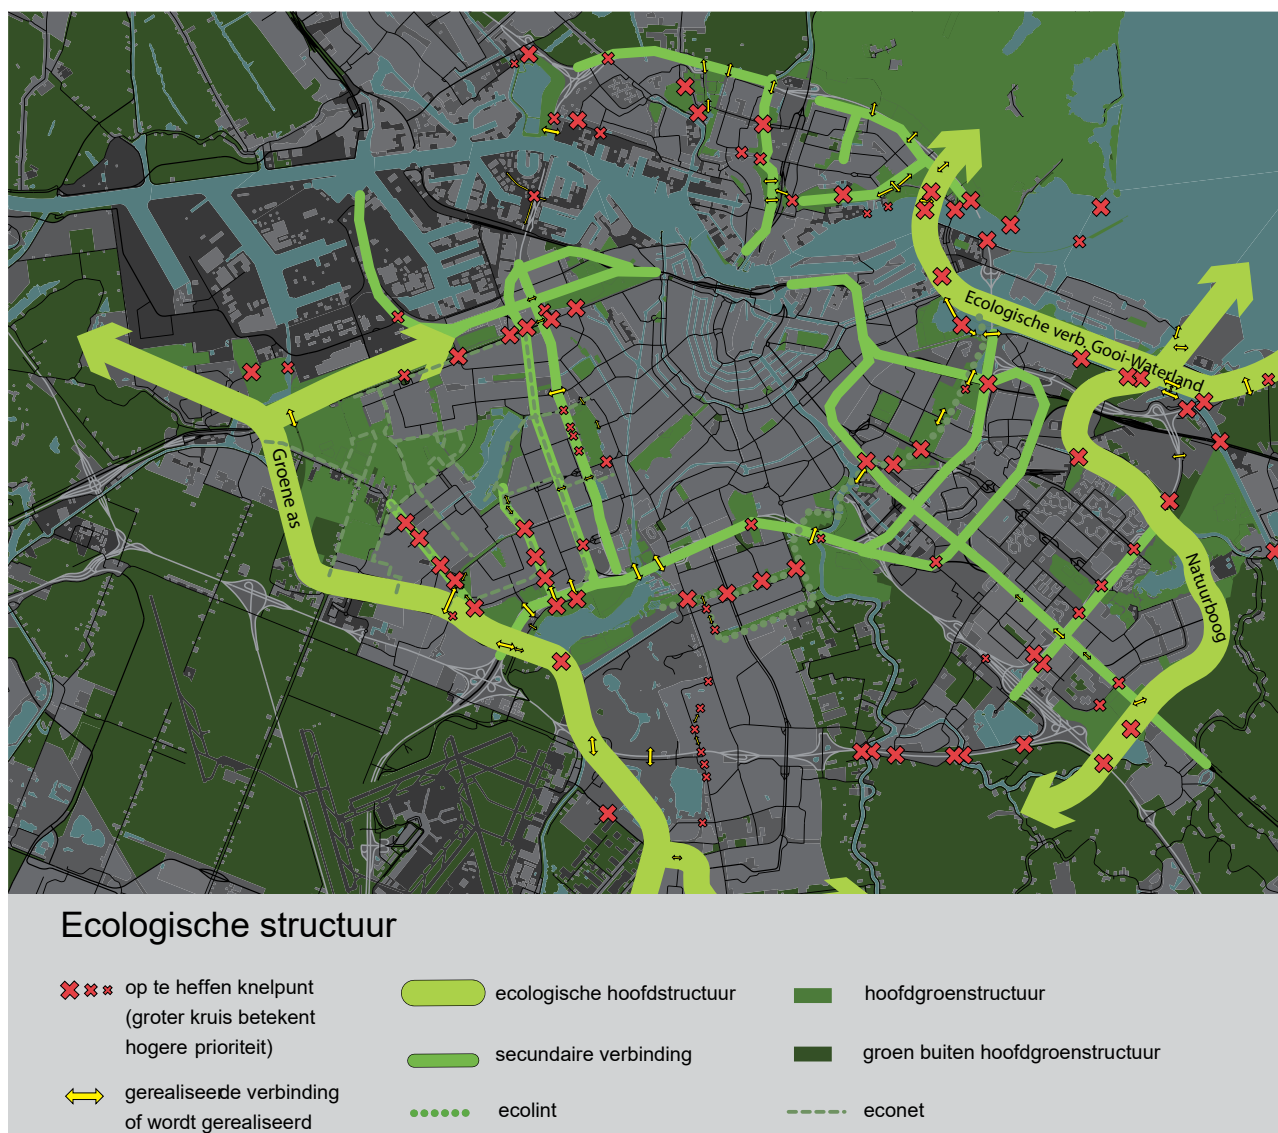 Ecologische verb. Gooi-Waterland
Groene as
Naturboog
Ecologische structuur
op te heffen knelpunt
(groter kruis betekent
hogere prioriteit)
gerealiseerde verbinding
of wordt gerealiseerd
ecologische hoofdstructuur
secundaire verbinding
ecolint
hoofdgroenstructuur
groen buiten hoofdgroenstructuur
econet